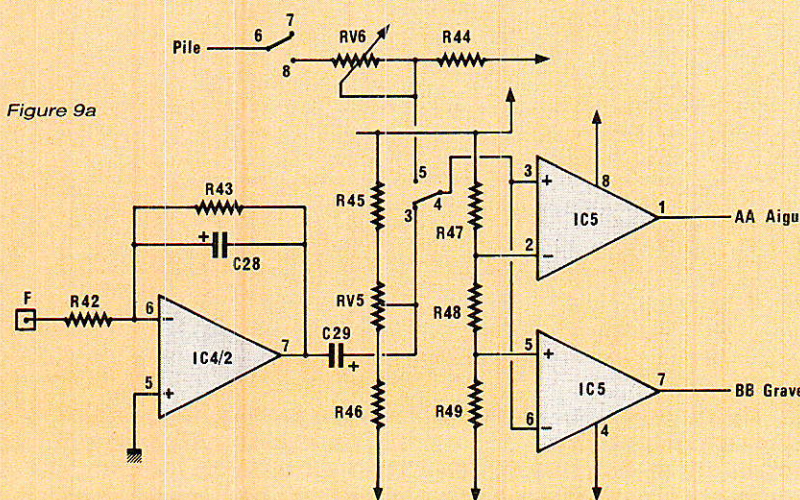 Pile
6
7
8
RV6
R44
Figure 9a
R43
+
C28
F
R42
6
-
5
+
IC4/2
7
C29
+
R45
RV5
R46
5
4
3
R47
R48
R49
3
+
2
-
8
IC5
1
AA Aigu
5
+
6
-
IC5
7
4
BB Grave